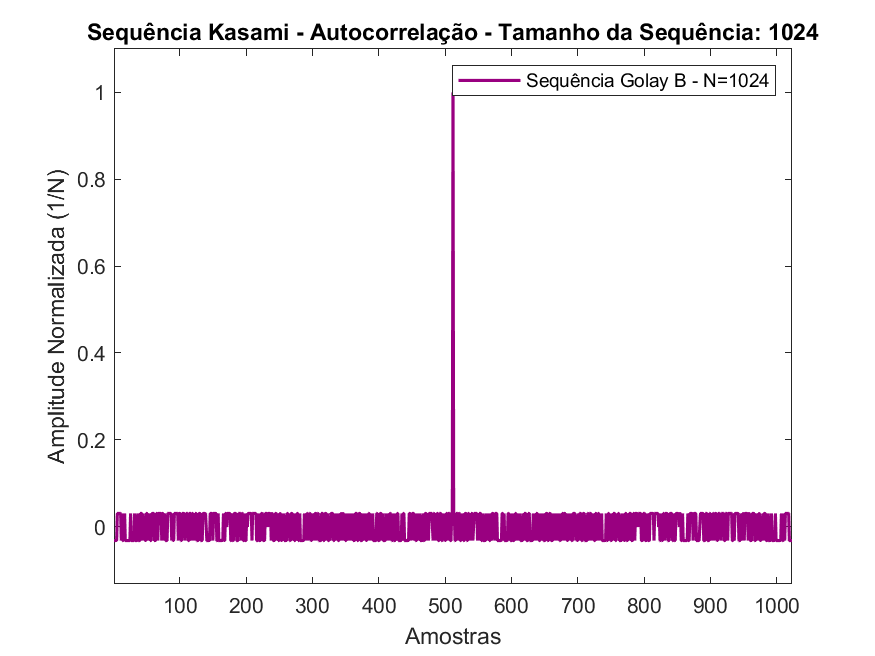 Sequência Kasami - Autocorrelação - Tamanho da Sequência: 1024
Sequência Golay B - N=1024
Amplitude Normalizada (1/N)
1
0.8
0.6
0.4
0.2
0
100 200 300 400 500 600 700 800 900 1000
Amostras